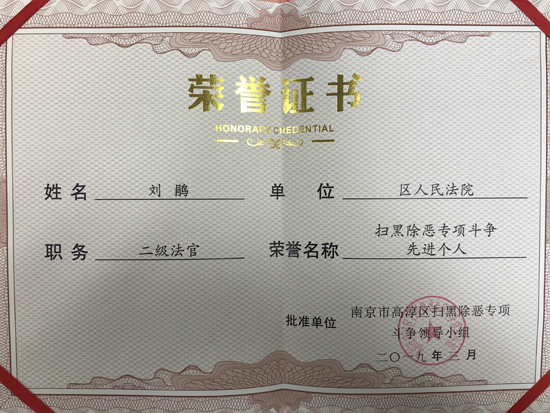 荣誉证书
HONORARY CREDENTIAL
姓名 刘鹃 单位 区人民法院
职务 二级法官 荣誉名称 扫黑除恶专项斗争
先进个人
批准单位 南京市高淳区扫黑除恶专项
斗争领导小组
二〇一九年三月